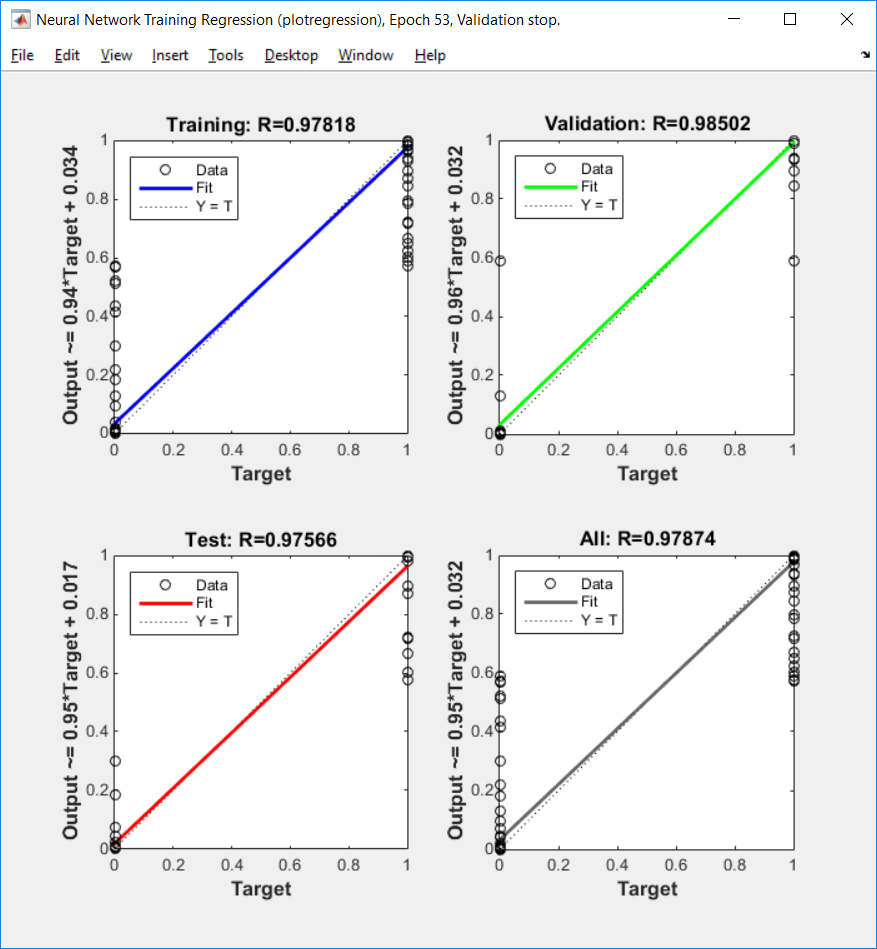 Neural Network Training Regression (plotregression), Epoch 53, Validation stop.
File Edit View Insert Tools Desktop Window Help
Training: R=0.97818
Output ~= 0.94*Target + 0.034
1
0.8
0.6
0.4
0.2
0
Data
Fit
Y = T
0 0.2 0.4 0.6 0.8 1
Target
Validation: R=0.98502
Output ~= 0.96*Target + 0.032
1
0.8
0.6
0.4
0.2
0
Data
Fit
Y = T
0 0.2 0.4 0.6 0.8 1
Target
Test: R=0.97566
Output ~= 0.95*Target + 0.017
1
0.8
0.6
0.4
0.2
0
Data
Fit
Y = T
0 0.2 0.4 0.6 0.8 1
Target
All: R=0.97874
Output ~= 0.95*Target + 0.032
1
0.8
0.6
0.4
0.2
0
Data
Fit
Y = T
0 0.2 0.4 0.6 0.8 1
Target